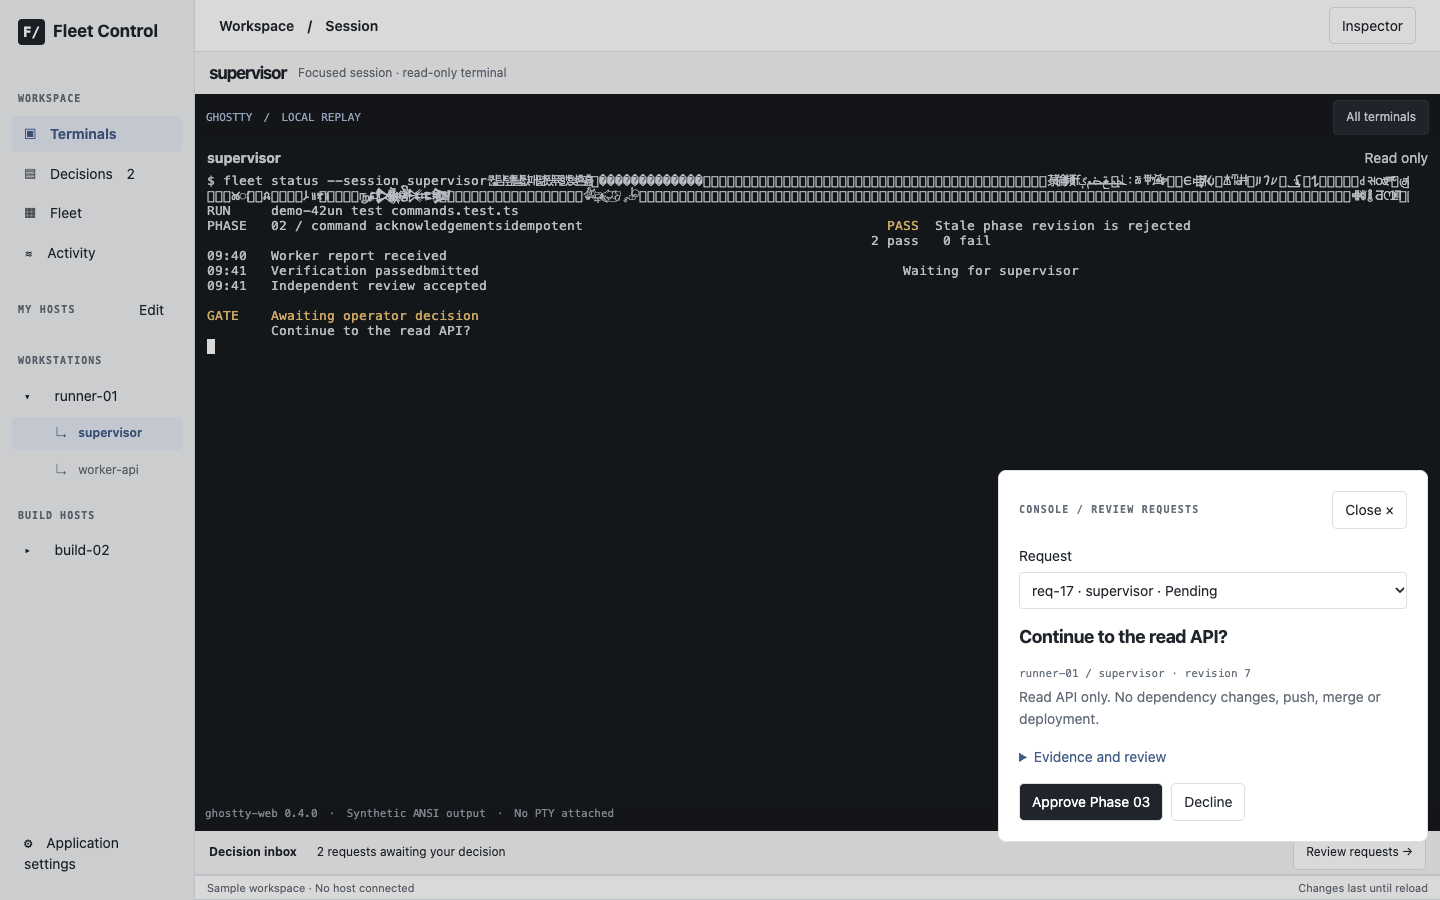 F/ Fleet Control
WORKSPACE
Terminals
Decisions 2
Fleet
Activity
MY HOSTS Edit
WORKSTATIONS
runner-01
supervisor
worker-api
BUILD HOSTS
build-02
Application
settings
Workspace / Session
Inspector
supervisor Focused session · read-only terminal
GHOSTTY / LOCAL REPLAY
All terminals
supervisor
Read only
$ fleet status --session supervisor
RUN demo-42un test commands.test.ts
PHASE 02 / command acknowledgementsidempotent PASS Stale phase revision is rejected
2 pass 0 fail
09:40 Worker report received
09:41 Verification passedbmitted Waiting for supervisor
09:41 Independent review accepted
GATE Awaiting operator decision
Continue to the read API?
ghostty-web 0.4.0 · Synthetic ANSI output · No PTY attached
CONSOLE / REVIEW REQUESTS
Close ×
Request
req-17 · supervisor · Pending
Continue to the read API?
runner-01 / supervisor · revision 7
Read API only. No dependency changes, push, merge or
deployment.
Evidence and review
Approve Phase 03
Decline
Decision inbox 2 requests awaiting your decision
Review requests →
Sample workspace · No host connected
Changes last until reload